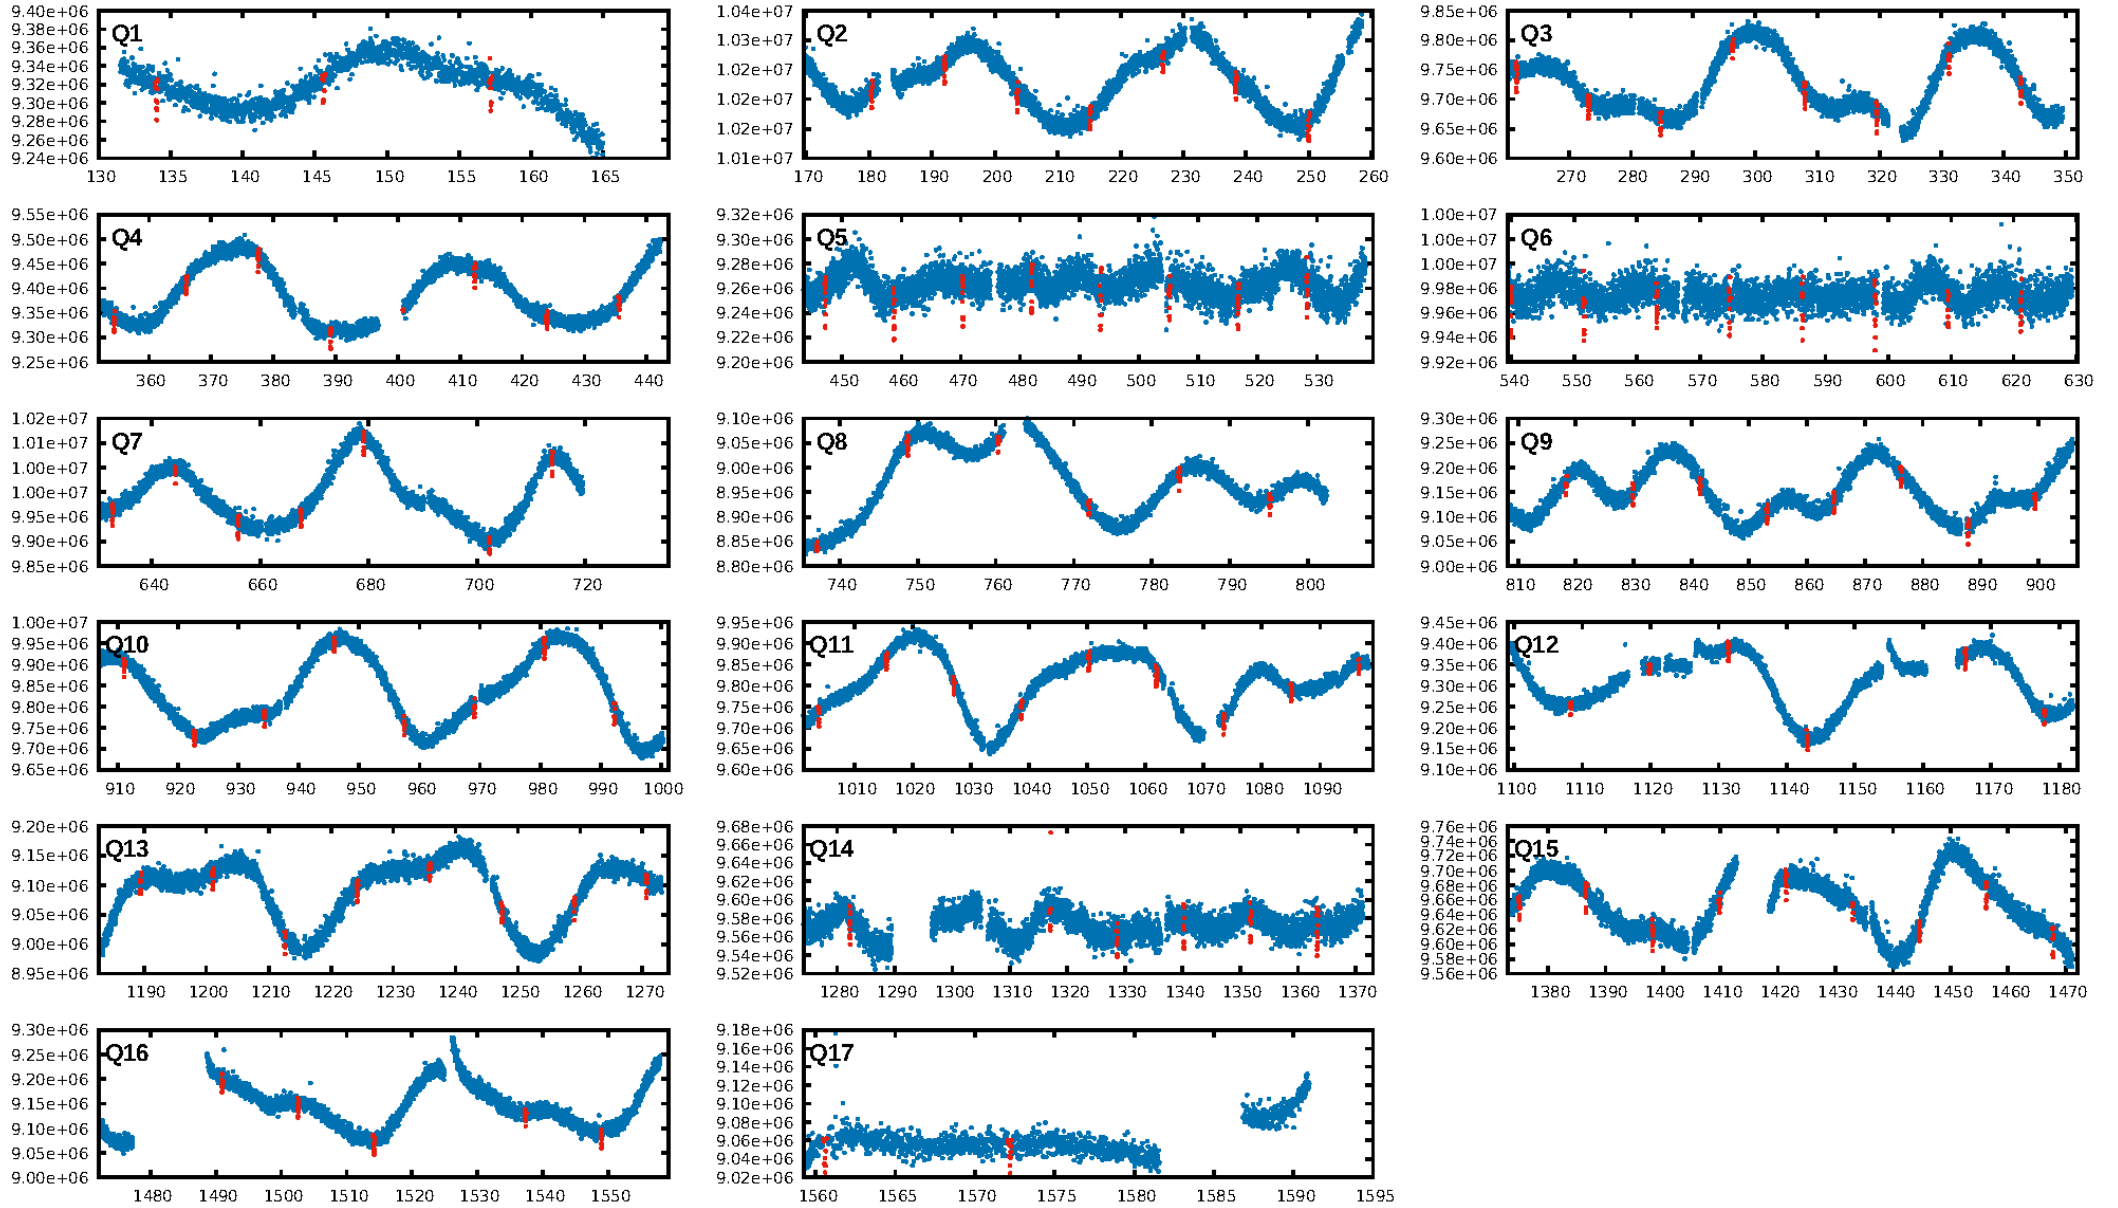 Q1
9.40e+06
9.38e+06
9.36e+06
9.34e+06
9.32e+06
9.30e+06
9.28e+06
9.26e+06
9.24e+06
130 135 140 145 150 155 160 165
Q2
1.04e+07
1.03e+07
1.02e+07
1.02e+07
1.02e+07
1.01e+07
170 180 190 200 210 220 230 240 250 260
Q3
9.85e+06
9.80e+06
9.75e+06
9.70e+06
9.65e+06
9.60e+06
270 280 290 300 310 320 330 340 350
Q4
9.55e+06
9.50e+06
9.45e+06
9.40e+06
9.35e+06
9.30e+06
9.25e+06
360 370 380 390 400 410 420 430 440
Q5
9.32e+06
9.30e+06
9.28e+06
9.26e+06
9.24e+06
9.22e+06
9.20e+06
450 460 470 480 490 500 510 520 530
Q6
1.00e+07
1.00e+07
1.00e+07
9.98e+06
9.96e+06
9.94e+06
9.92e+06
540 550 560 570 580 590 600 610 620 630
Q7
1.02e+07
1.01e+07
1.00e+07
1.00e+07
9.95e+06
9.90e+06
9.85e+06
640 660 680 700 720
Q8
9.10e+06
9.05e+06
9.00e+06
8.95e+06
8.90e+06
8.85e+06
8.80e+06
740 750 760 770 780 790 800
Q9
9.30e+06
9.25e+06
9.20e+06
9.15e+06
9.10e+06
9.05e+06
9.00e+06
810 820 830 840 850 860 870 880 890 900
Q10
1.00e+07
9.95e+06
9.90e+06
9.85e+06
9.80e+06
9.75e+06
9.70e+06
9.65e+06
910 920 930 940 950 960 970 980 990 1000
Q11
9.95e+06
9.90e+06
9.85e+06
9.80e+06
9.75e+06
9.70e+06
9.65e+06
9.60e+06
1010 1020 1030 1040 1050 1060 1070 1080 1090
Q12
9.45e+06
9.40e+06
9.35e+06
9.30e+06
9.25e+06
9.20e+06
9.15e+06
9.10e+06
1100 1110 1120 1130 1140 1150 1160 1170 1180
Q13
9.20e+06
9.15e+06
9.10e+06
9.05e+06
9.00e+06
8.95e+06
1190 1200 1210 1220 1230 1240 1250 1260 1270
Q14
9.68e+06
9.66e+06
9.64e+06
9.62e+06
9.60e+06
9.58e+06
9.56e+06
9.54e+06
9.52e+06
1280 1290 1300 1310 1320 1330 1340 1350 1360 1370
Q15
9.76e+06
9.74e+06
9.72e+06
9.70e+06
9.68e+06
9.66e+06
9.64e+06
9.62e+06
9.60e+06
9.58e+06
9.56e+06
1380 1390 1400 1410 1420 1430 1440 1450 1460 1470
Q16
9.30e+06
9.25e+06
9.20e+06
9.15e+06
9.10e+06
9.05e+06
9.00e+06
1480 1490 1500 1510 1520 1530 1540 1550
Q17
9.18e+06
9.16e+06
9.14e+06
9.12e+06
9.10e+06
9.08e+06
9.06e+06
9.04e+06
9.02e+06
1560 1565 1570 1575 1580 1585 1590 1595